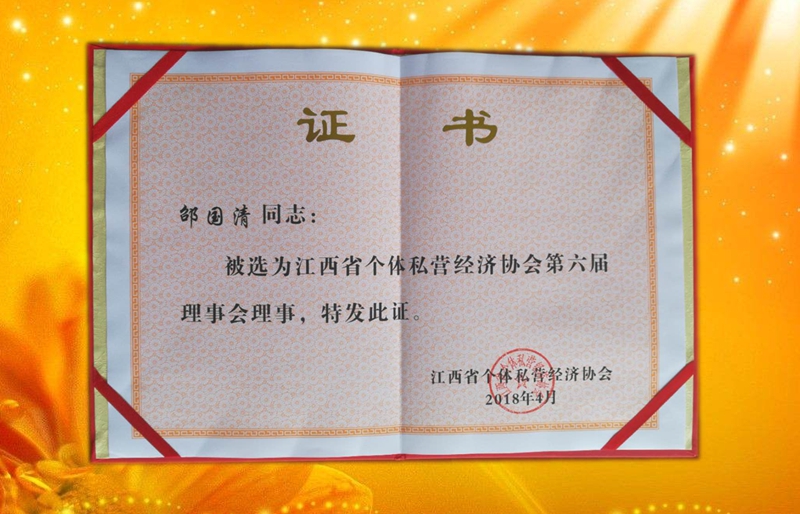 证 书
邹国清 同志：
被选为江西省个体私营经济协会第六届
理事会理事，特发此证。
江西省个体私营经济协会
2018年4月